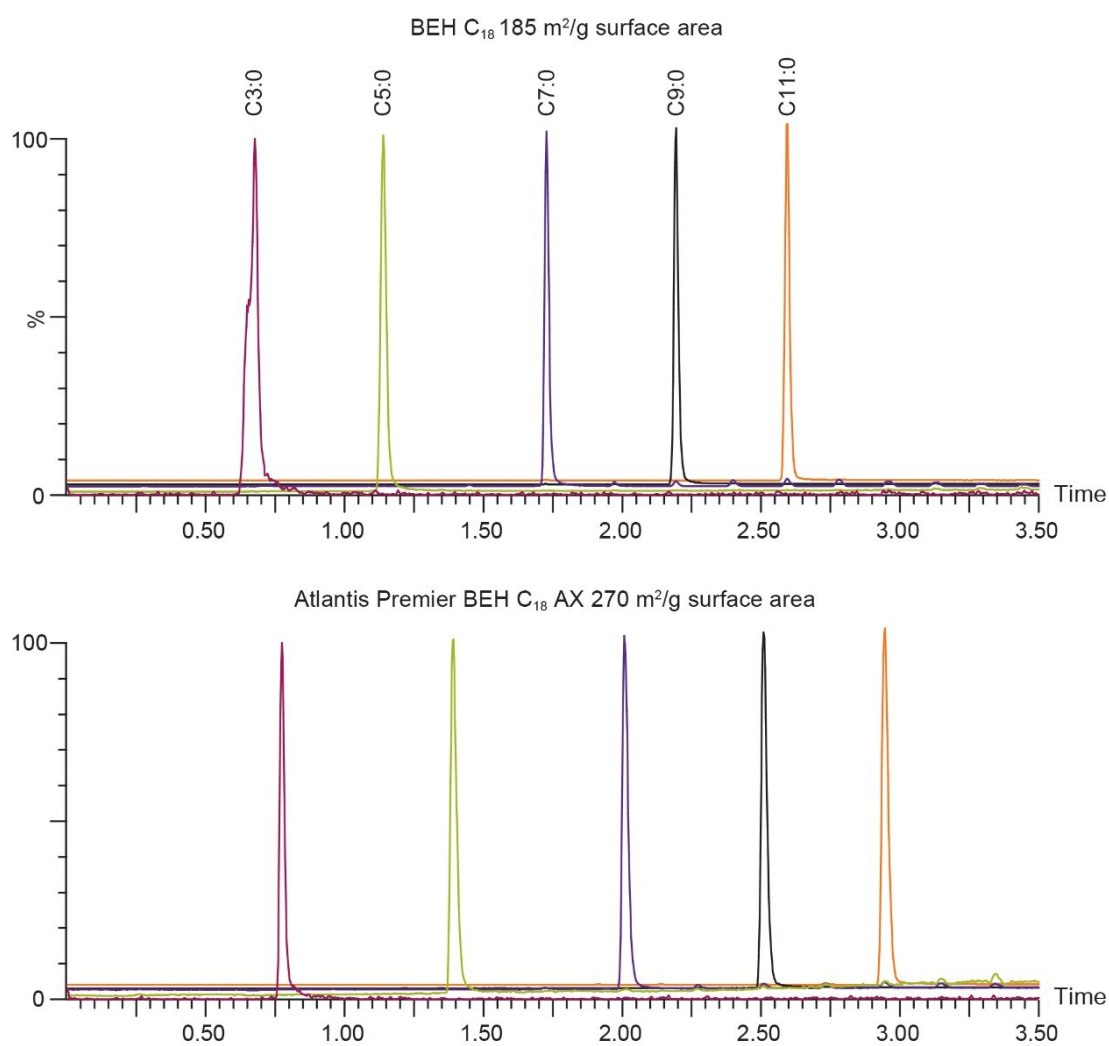 BEH C₁₈ 185 m²/g surface area
C3:0 C5:0 C7:0 C9:0 C11:0
100
%
0
Time
0.50 1.00 1.50 2.00 2.50 3.00 3.50
Atlantis Premier BEH C₁₈ AX 270 m²/g surface area
100
0
Time
0.50 1.00 1.50 2.00 2.50 3.00 3.50